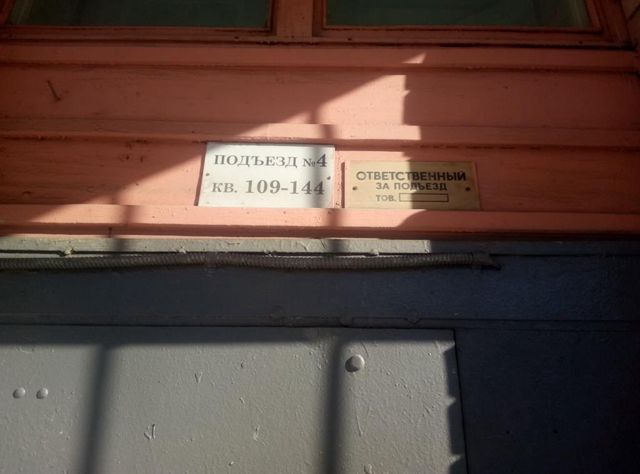 ПОДЪЕЗД №4
КВ. 109-144
ОТВЕТСТВЕННЫЙ
ЗА ПОДЪЕЗД
ТОВ.